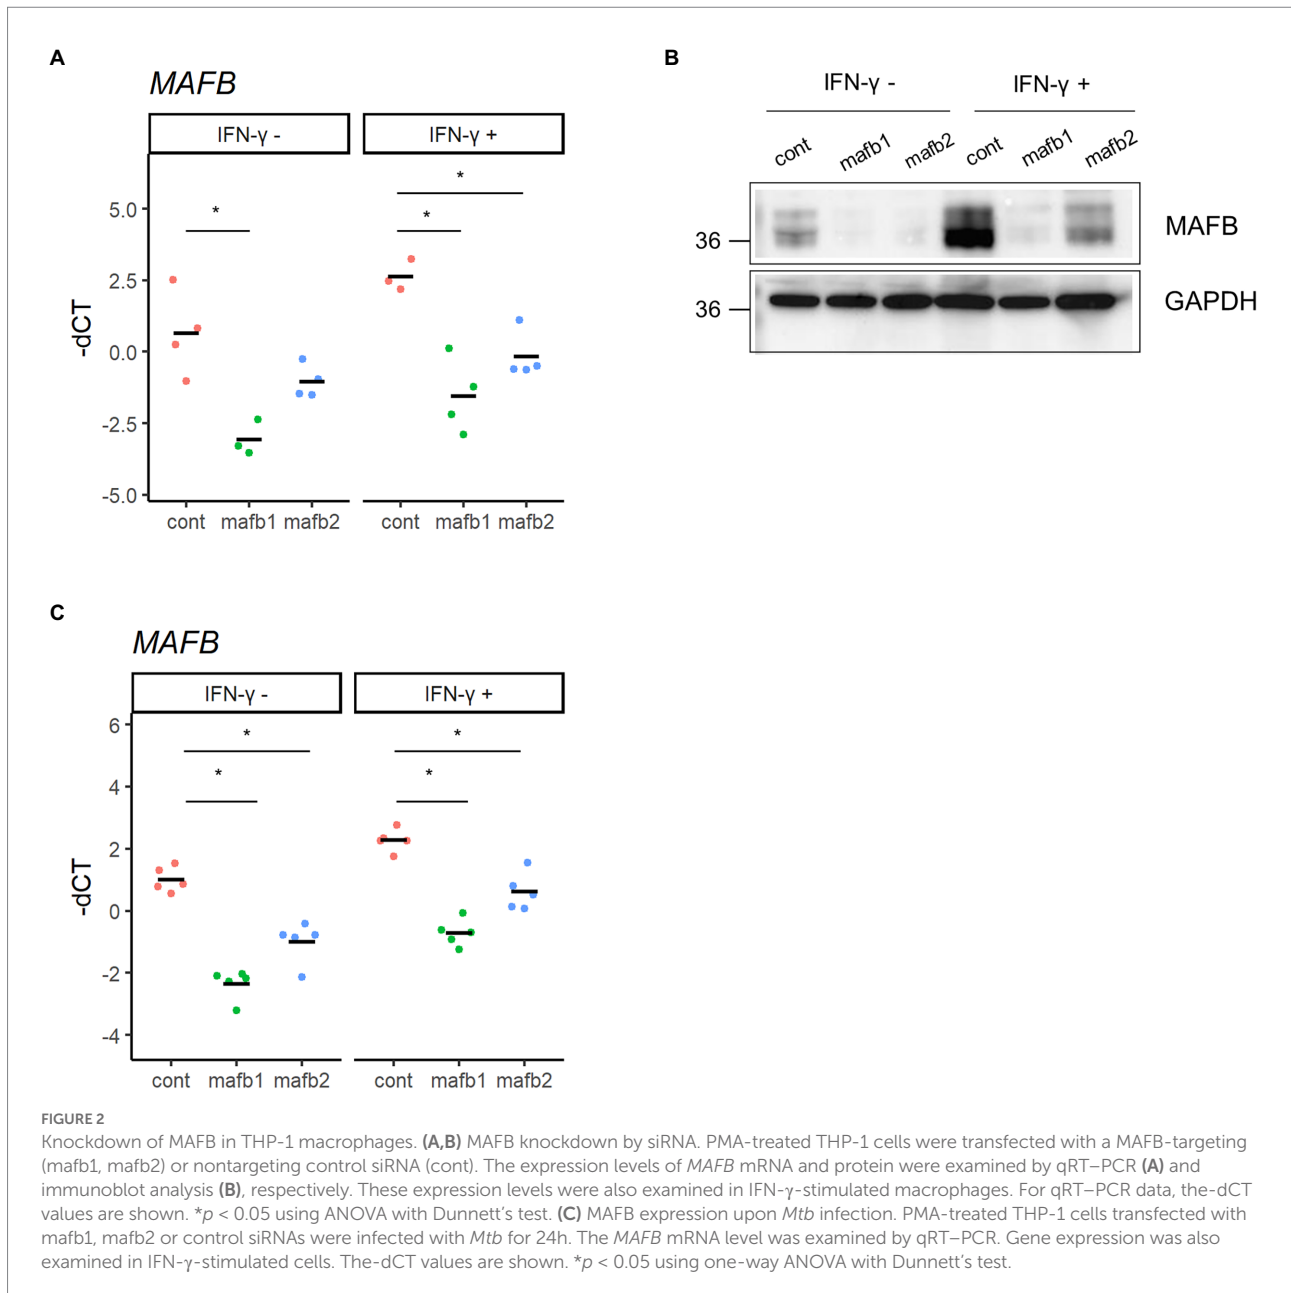 A
MAFB
IFN-γ -
IFN-γ +
*
*
*
5.0
2.5
0.0
-2.5
-5.0
-dCT
cont mafb1 mafb2
cont mafb1 mafb2
B
IFN-γ -
IFN-γ +
cont mafb1 mafb2 cont mafb1 mafb2
36
MAFB
36
GAPDH
C
MAFB
IFN-γ -
IFN-γ +
*
*
*
*
6
4
2
0
-2
-4
-dCT
cont mafb1 mafb2
cont mafb1 mafb2
FIGURE 2
Knockdown of MAFB in THP-1 macrophages. (A,B) MAFB knockdown by siRNA. PMA-treated THP-1 cells were transfected with a MAFB-targeting
(mafb1, mafb2) or nontargeting control siRNA (cont). The expression levels of MAFB mRNA and protein were examined by qRT–PCR (A) and
immunoblot analysis (B), respectively. These expression levels were also examined in IFN-γ-stimulated macrophages. For qRT–PCR data, the-dCT
values are shown. *p < 0.05 using ANOVA with Dunnett’s test. (C) MAFB expression upon Mtb infection. PMA-treated THP-1 cells transfected with
mafb1, mafb2 or control siRNAs were infected with Mtb for 24h. The MAFB mRNA level was examined by qRT–PCR. Gene expression was also
examined in IFN-γ-stimulated cells. The-dCT values are shown. *p < 0.05 using one-way ANOVA with Dunnett’s test.